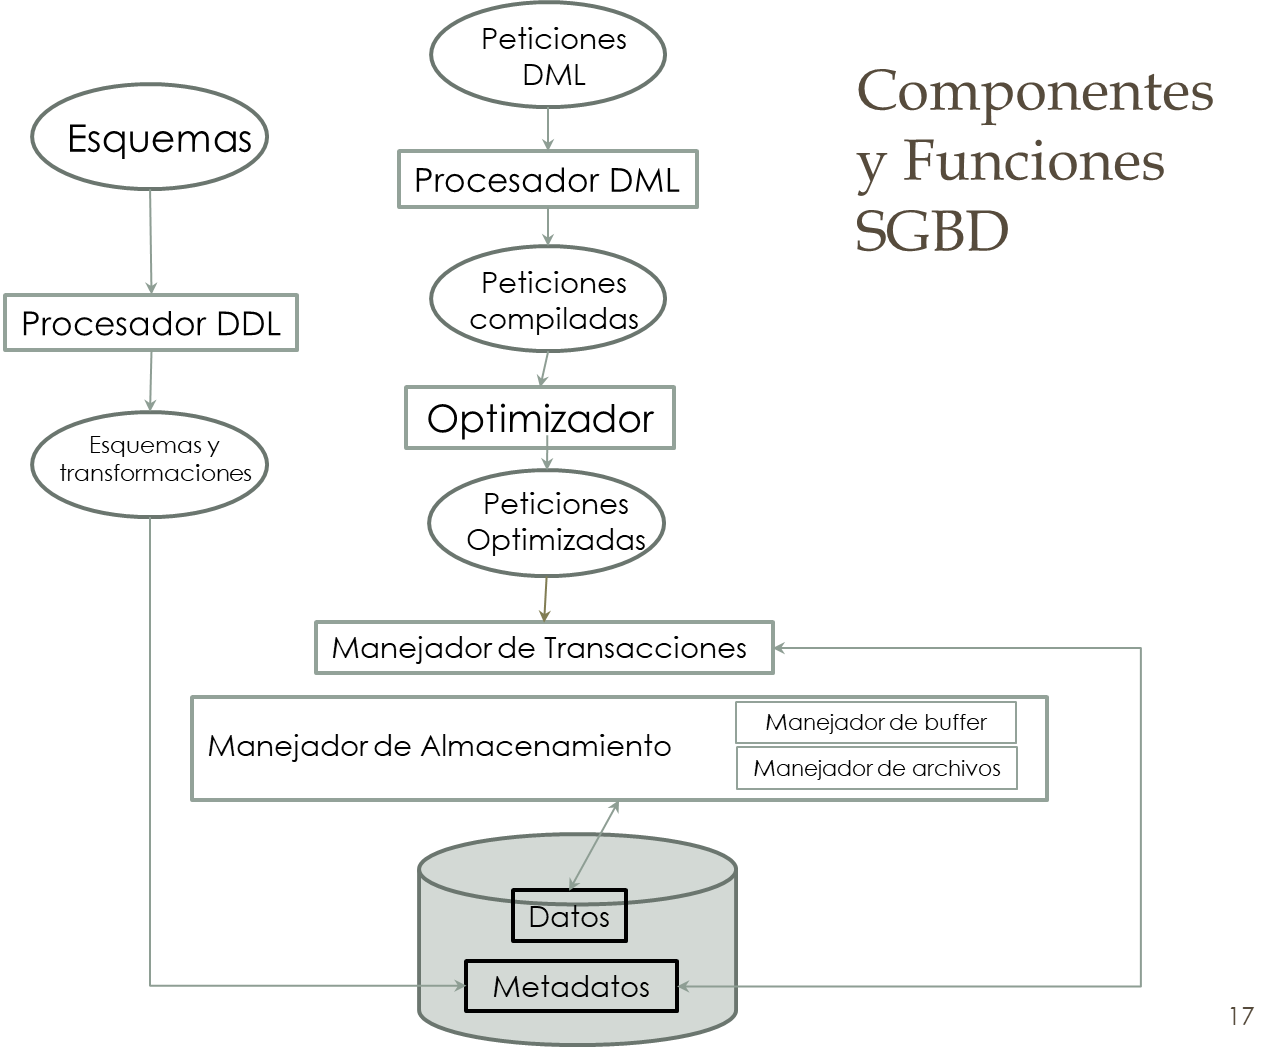 Componentes
y Funciones
SGBD
Esquemas
Procesador DDL
Esquemas y
transformaciones
Peticiones
DML
Procesador DML
Peticiones
compiladas
Optimizador
Peticiones
Optimizadas
Manejador de Transacciones
Manejador de Almacenamiento
Manejador de buffer
Manejador de archivos
Datos
Metadatos
17